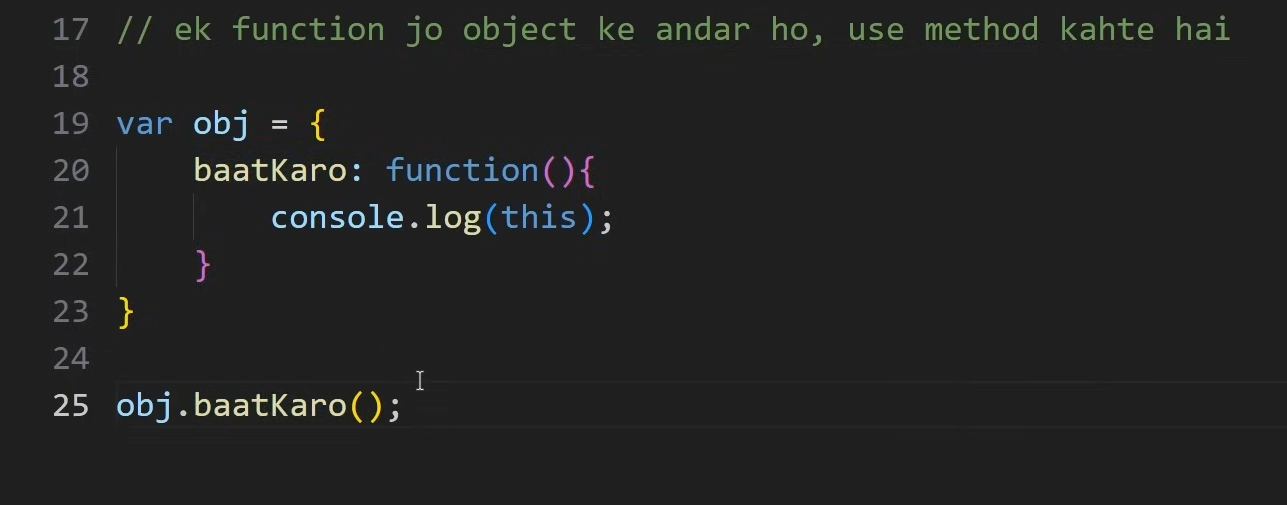 17 // ek function jo object ke andar ho, use method kahte hai
18
19 var obj = {
20     baatKaro: function(){
21         console.log(this);
22     }
23 }
24
25 obj.baatKaro();